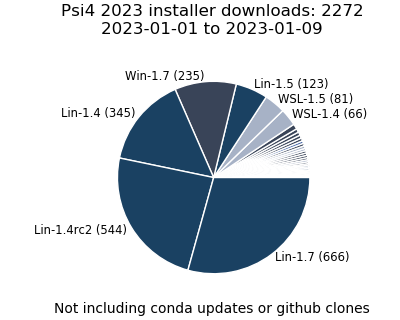 Psi4 2023 installer downloads: 2272
2023-01-01 to 2023-01-09
Win-1.7 (235)
Lin-1.5 (123)
WSL-1.5 (81)
Lin-1.4 (345)
WSL-1.4 (66)
Lin-1.4rc2 (544)
Lin-1.7 (666)
Not including conda updates or github clones